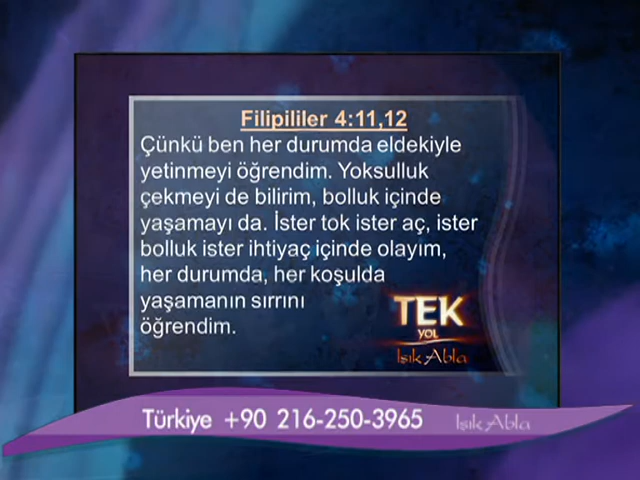 Filipililer 4:11,12
Çünkü ben her durumda eldekiyle
yetinmeyi öğrendim. Yoksulluk
çekmeyi de bilirim, bolluk içinde
yaşamayı da. İster tok ister aç, ister
bolluk ister ihtiyaç içinde olayım,
her durumda, her koşulda
yaşamanın sırrını
öğrendim.
TEK
YOL
Işık Abla
Türkiye +90 216-250-3965 Işık Abla